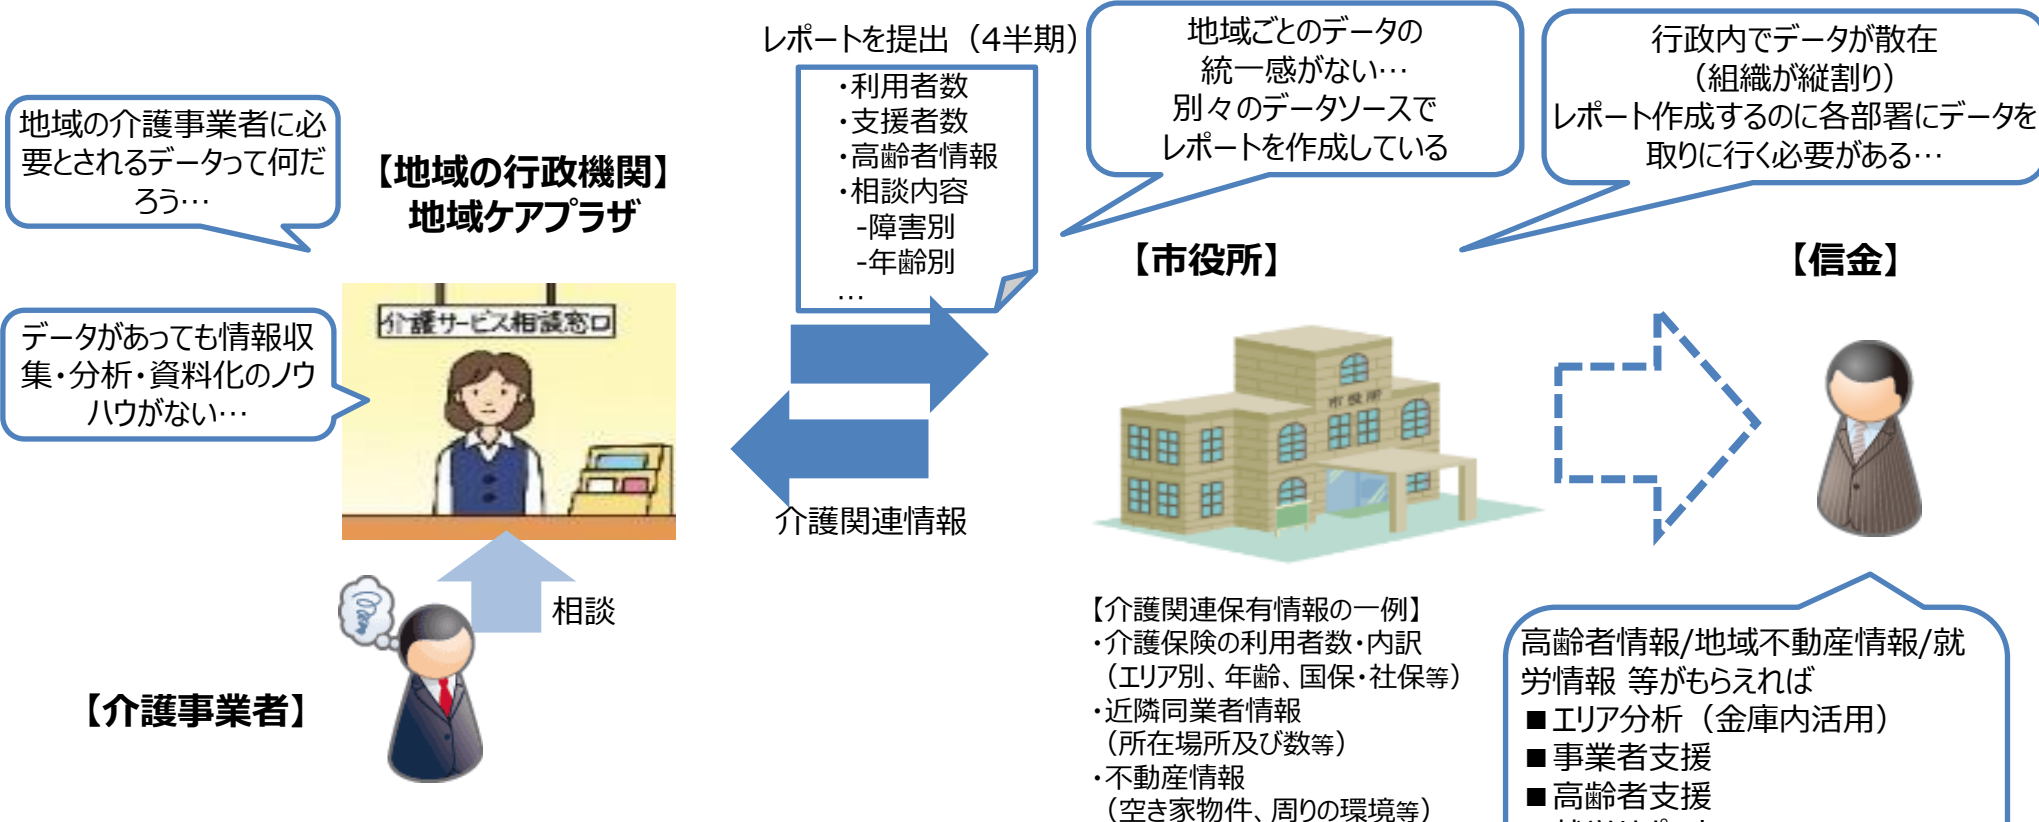 レポートを提出（4半期）
・利用者数
・支援者数
・高齢者情報
・相談内容
-障害別
-年齢別
…
地域ごとのデータの
統一感がない…
別々のデータソースで
レポートを作成している
行政内でデータが散在
（組織が縦割り）
レポート作成するのに各部署にデータを
取りに行く必要がある…
地域の介護事業者に必
要とされるデータって何だ
ろう…
【地域の行政機関】
地域ケアプラザ
【市役所】
【信金】
データがあっても情報収
集・分析・資料化のノウ
ハウがない…
介護サービス相談窓口
市役所
介護関連情報
相談
【介護事業者】
【介護関連保有情報の一例】
・介護保険の利用者数・内訳
（エリア別、年齢、国保・社保等）
・近隣同業者情報
（所在場所及び数等）
・不動産情報
（空き家物件、周りの環境等）
高齢者情報/地域不動産情報/就
労情報 等がもらえれば
■エリア分析（金庫内活用）
■事業者支援
■高齢者支援